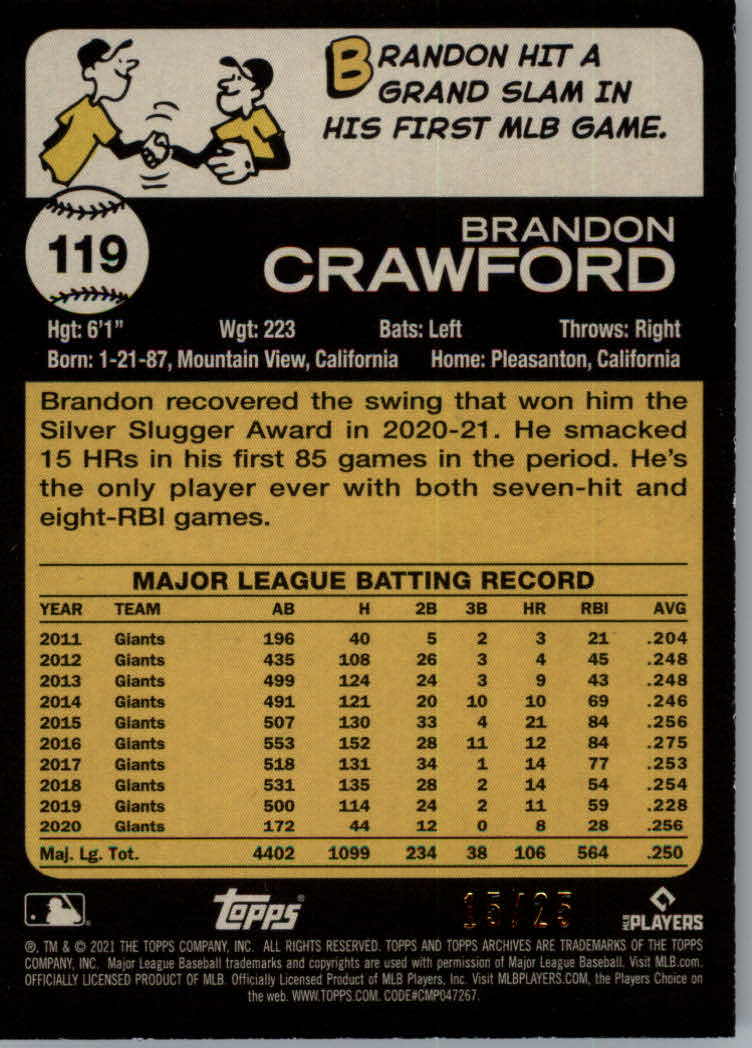 BRANDON HIT A
GRAND SLAM IN
HIS FIRST MLB GAME.
119
BRANDON
CRAWFORD
Hgt: 6'1" Wgt: 223 Bats: Left Throws: Right
Born: 1-21-87, Mountain View, California Home: Pleasanton, California
Brandon recovered the swing that won him the
Silver Slugger Award in 2020-21. He smacked
15 HRs in his first 85 games in the period. He's
the only player ever with both seven-hit and
eight-RBI games.
MAJOR LEAGUE BATTING RECORD
YEAR TEAM AB H 2B 3B HR RBI AVG
2011 Giants 196 40 5 2 3 21 .204
2012 Giants 435 108 26 3 4 45 .248
2013 Giants 499 124 24 3 9 43 .248
2014 Giants 491 121 20 10 10 69 .246
2015 Giants 507 130 33 4 21 84 .256
2016 Giants 553 152 28 11 12 84 .275
2017 Giants 518 131 34 1 14 77 .253
2018 Giants 531 135 28 2 14 54 .254
2019 Giants 500 114 24 2 11 59 .228
2020 Giants 172 44 12 0 8 28 .256
Maj. Lg. Tot. 4402 1099 234 38 106 564 .250
Topps 15/25 MLB PLAYERS
®, TM & © 2021 THE TOPPS COMPANY, INC. ALL RIGHTS RESERVED. TOPPS AND TOPPS ARCHIVES ARE TRADEMARKS OF THE TOPPS
COMPANY, INC. Major League Baseball trademarks and copyrights are used with permission of Major League Baseball. Visit MLB.com.
OFFICIALLY LICENSED PRODUCT OF MLB. Officially Licensed Product of MLB Players, Inc. Visit MLBPLAYERS.COM, the Players Choice on
the web. WWW.TOPPS.COM. CODE#CMP047267.